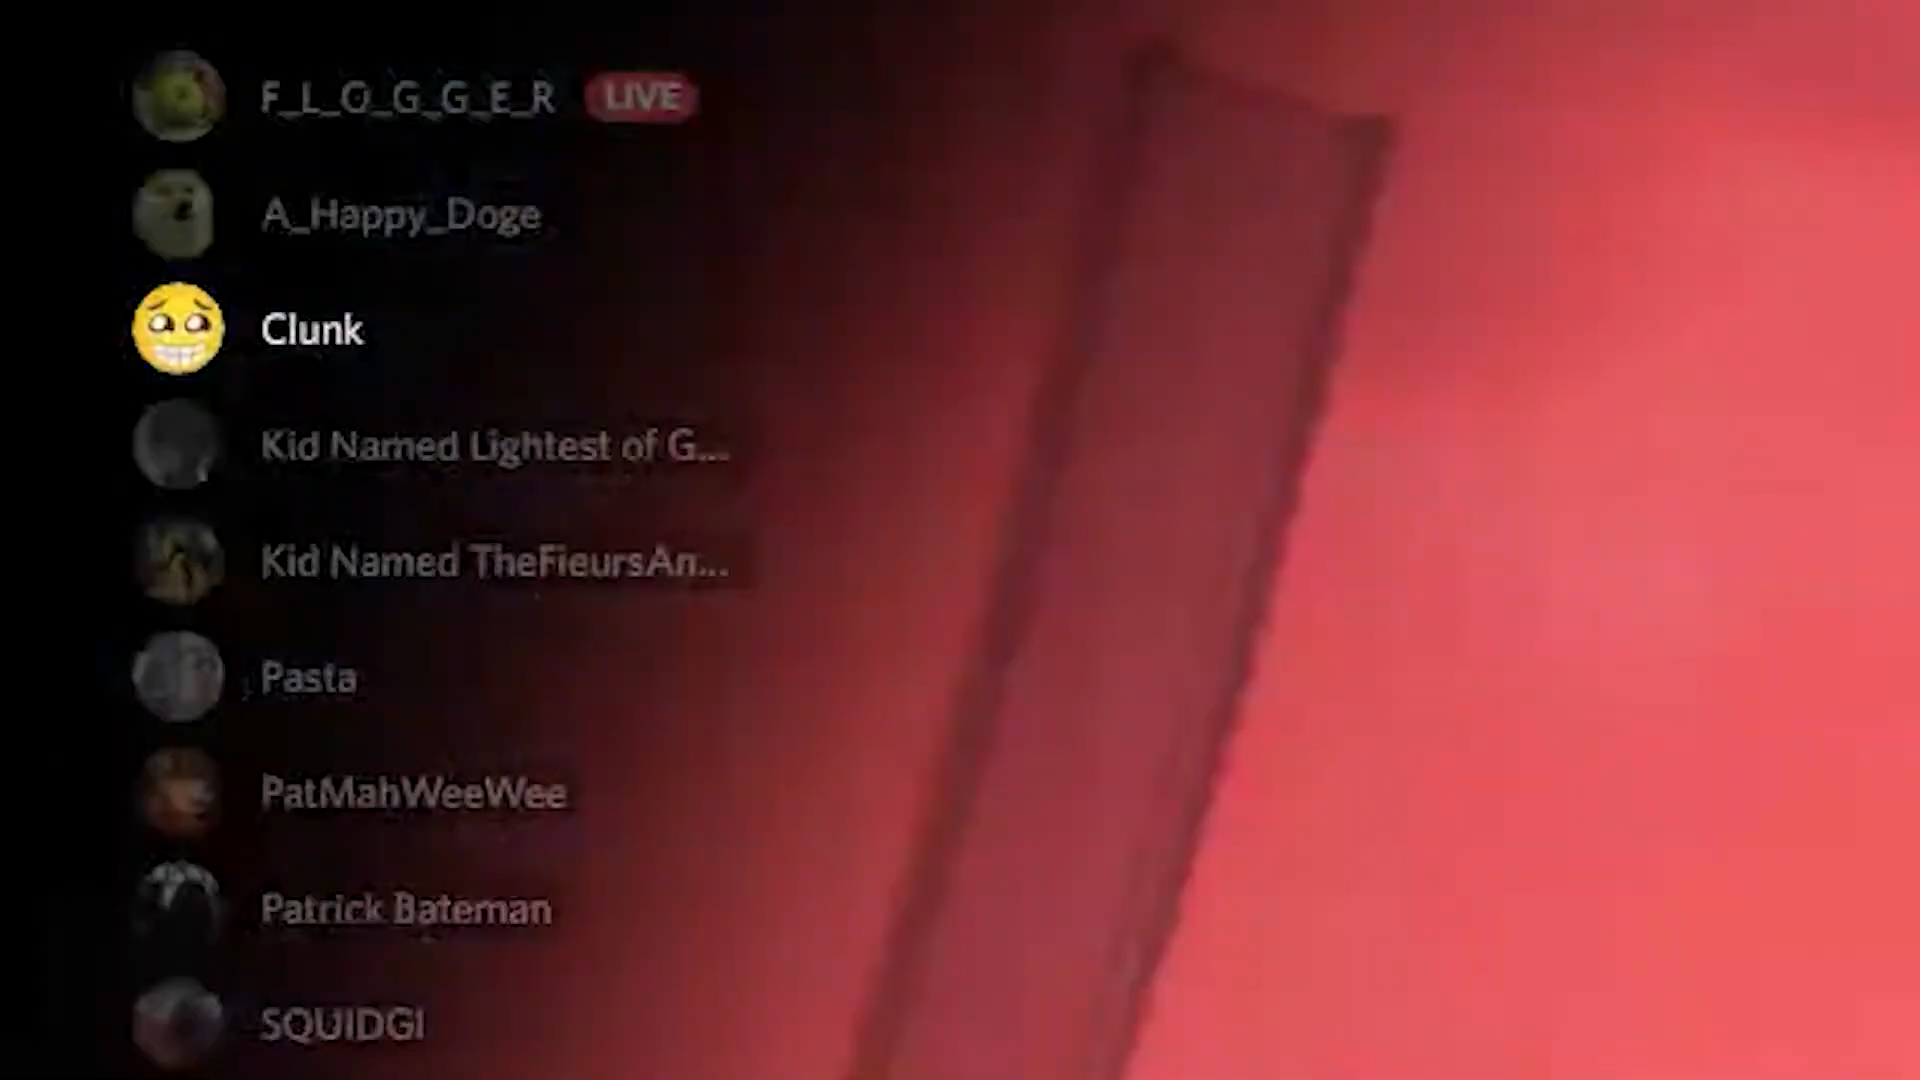 F_L_O_G_G_E_R LIVE
A_Happy_Doge
Clunk
Kid Named Lightest of G...
Kid Named TheFieursAn...
Pasta
PatMahWeeWee
Patrick Bateman
SQUIDGI